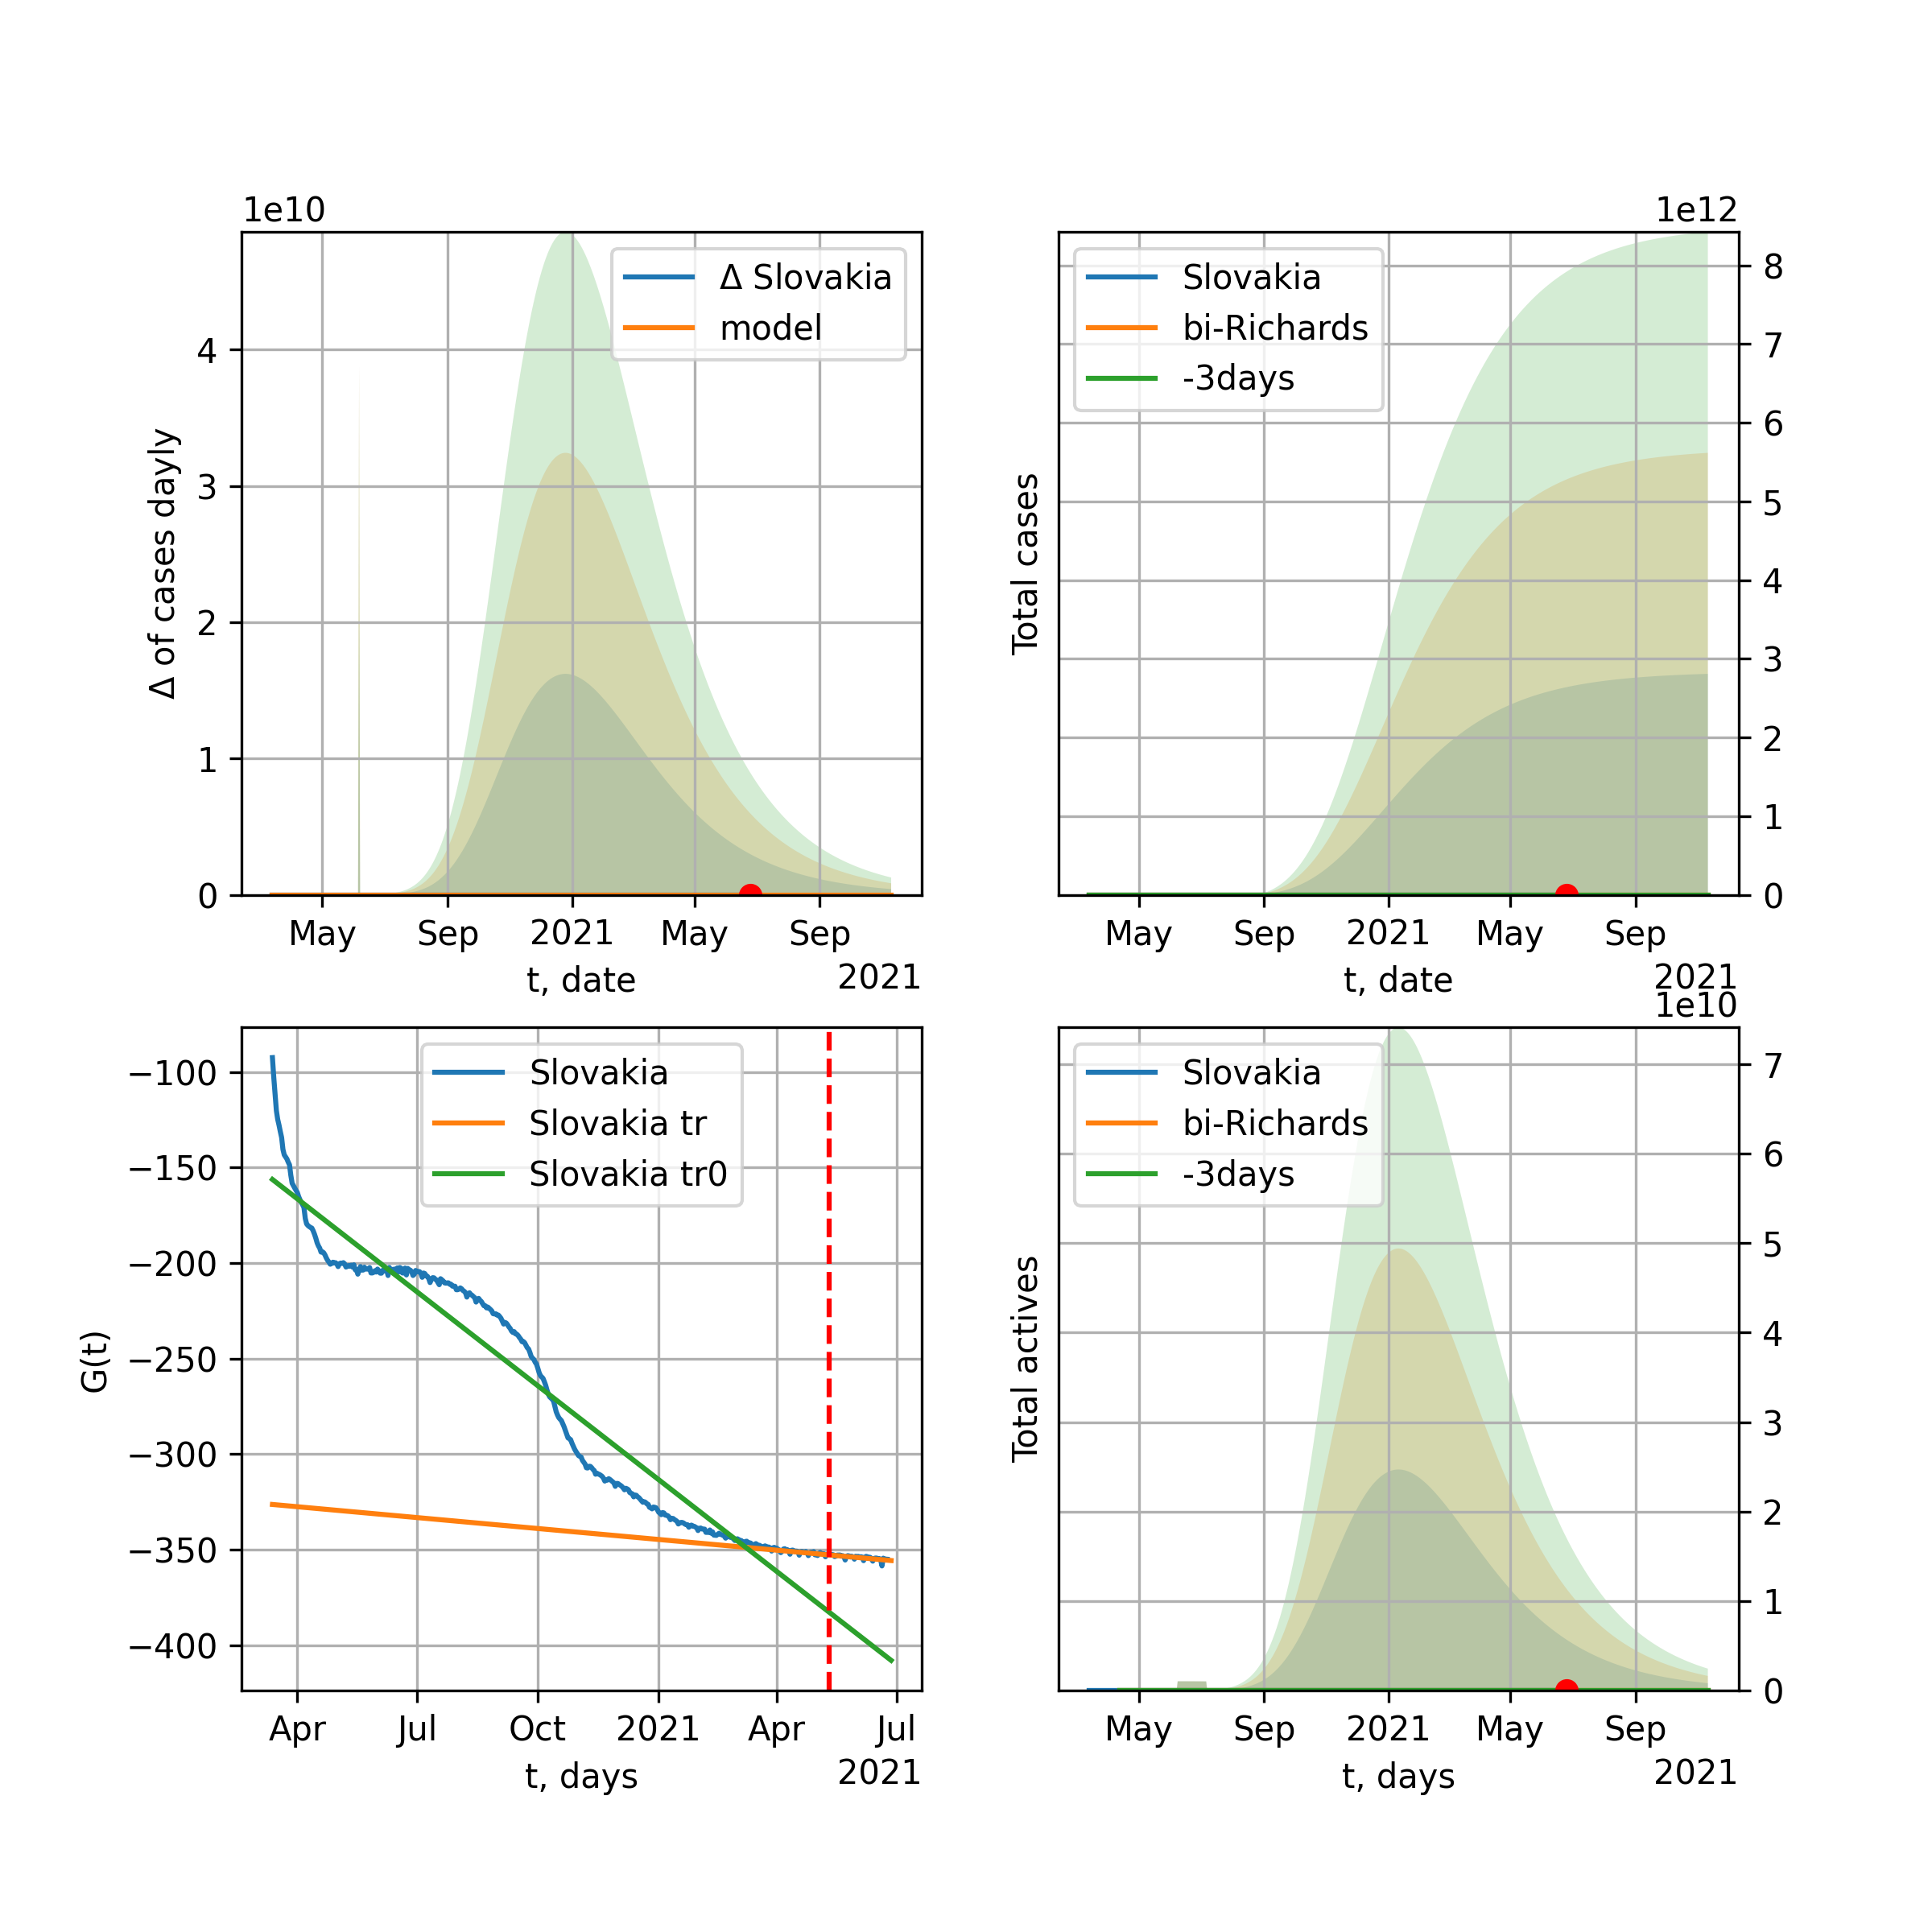 1e10
Δ of cases dayly
4
3
2
1
0
Δ Slovakia
model
May Sep 2021 May Sep
t, date
2021
1e12
Total cases
Slovakia
bi-Richards
-3days
8
7
6
5
4
3
2
1
0
May Sep 2021 May Sep
t, date
2021
G(t)
−100
−150
−200
−250
−300
−350
−400
Slovakia
Slovakia tr
Slovakia tr0
Apr Jul Oct 2021 Apr Jul
t, days
2021
1e10
Total actives
Slovakia
bi-Richards
-3days
7
6
5
4
3
2
1
0
May Sep 2021 May Sep
t, days
2021